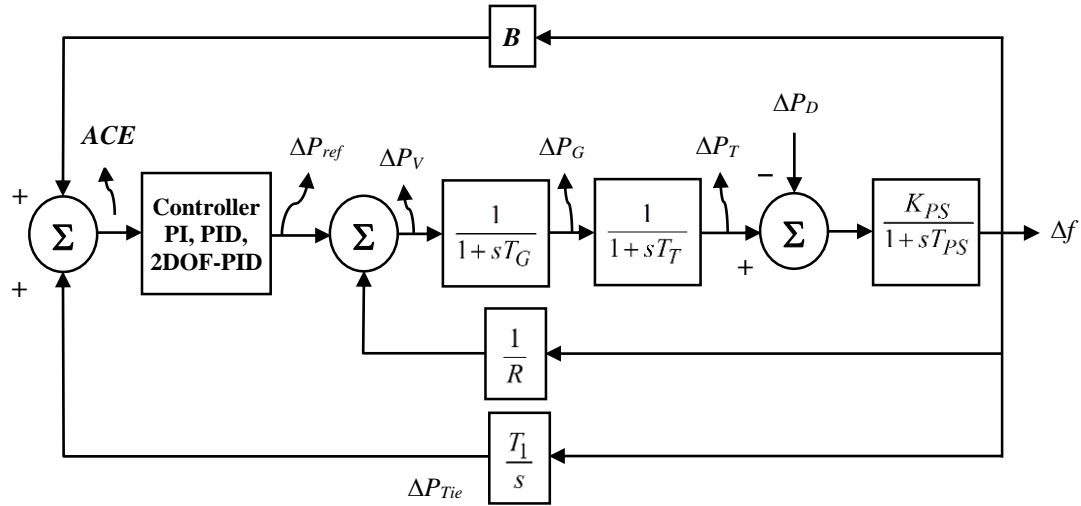 B
ΔP_D
ACE
ΔP_ref
ΔP_V
ΔP_G
ΔP_T
+
Σ
Controller
PI, PID,
2DOF-PID
Σ
1
1+sT_G
1
1+sT_T
−
Σ
+
K_PS
1+sT_PS
Δf
+
1
R
T_1
s
ΔP_Tie